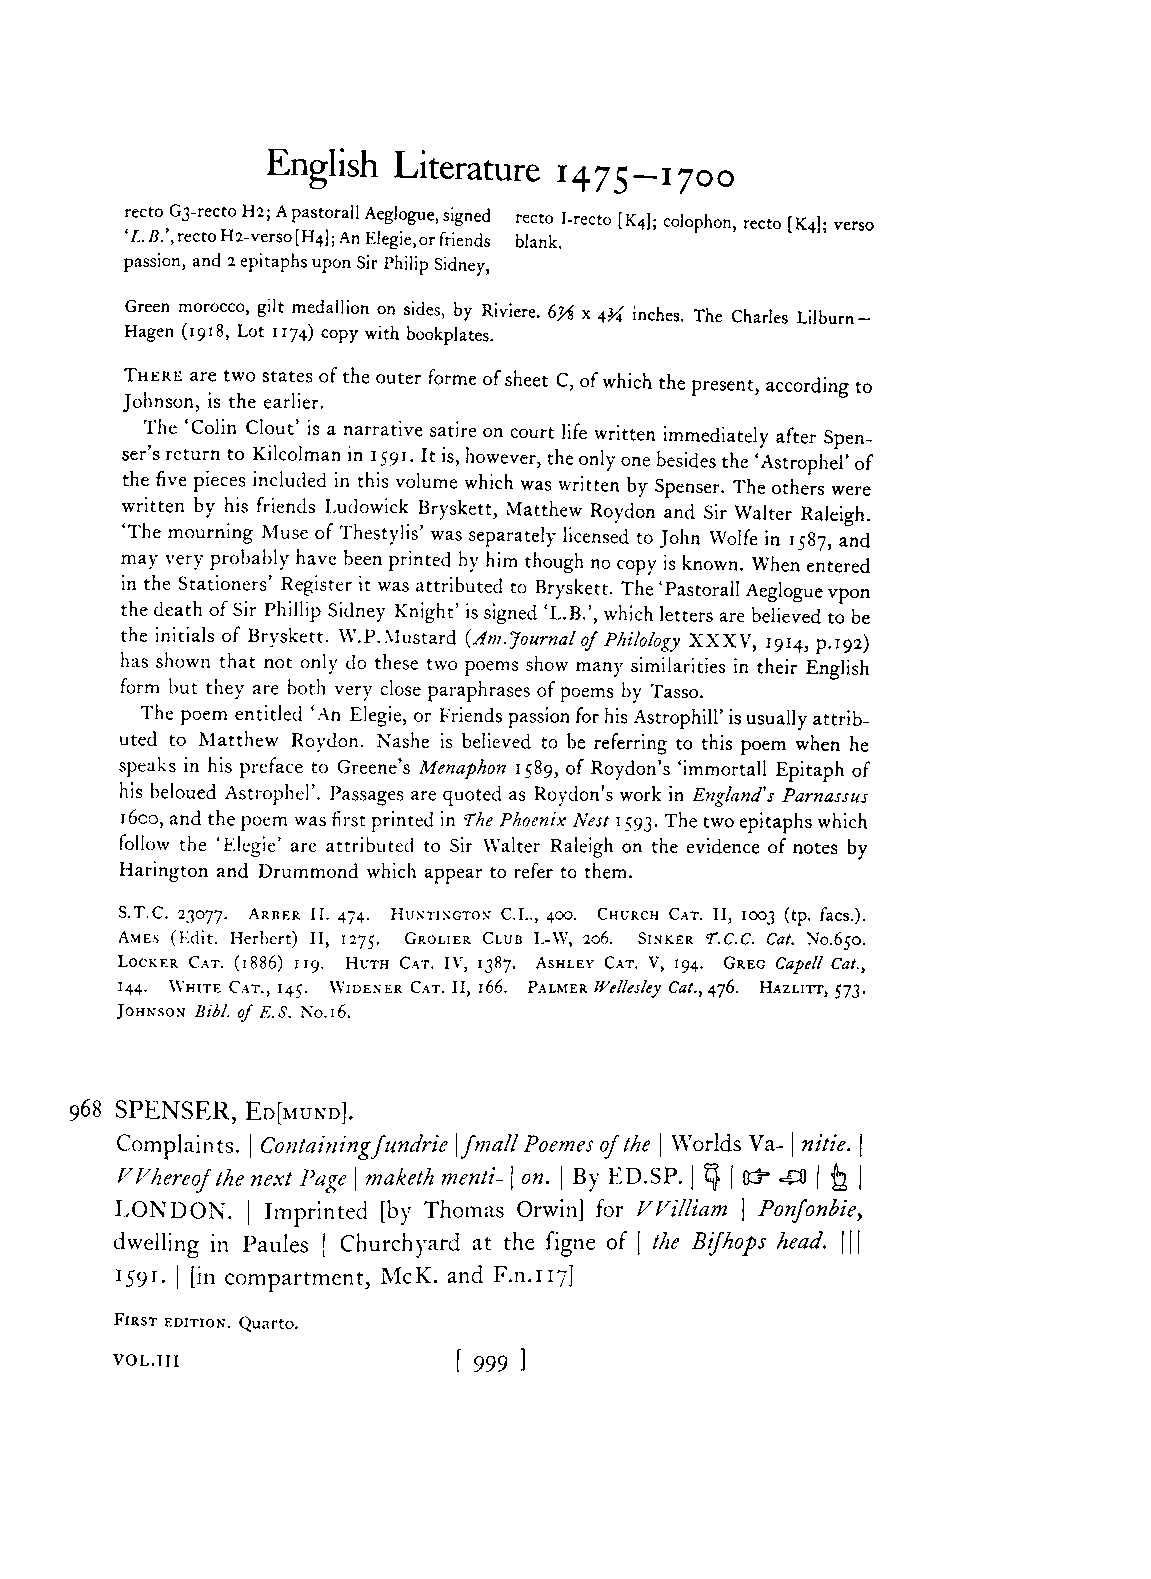 English Literature 1475—1700
recto G3-recto H2; A pastorall Aeglogue, signed
'L. B.', recto H2-verso [H4]; An Elegie, or friends
passion, and 2 epitaphs upon Sir Philip Sidney,
recto I-recto [K4]; colophon, recto [K4]; verso
blank.
Green morocco, gilt medallion on sides, by Riviere. 6⅞ x 4¾ inches. The Charles Lilburn—
Hagen (1918, Lot 1174) copy with bookplates.
THERE are two states of the outer forme of sheet C, of which the present, according to
Johnson, is the earlier.
The 'Colin Clout' is a narrative satire on court life written immediately after Spen-
ser's return to Kilcolman in 1591. It is, however, the only one besides the 'Astrophel' of
the five pieces included in this volume which was written by Spenser. The others were
written by his friends Ludowick Bryskett, Matthew Roydon and Sir Walter Raleigh.
'The mourning Muse of Thestylis' was separately licensed to John Wolfe in 1587, and
may very probably have been printed by him though no copy is known. When entered
in the Stationers' Register it was attributed to Bryskett. The 'Pastorall Aeglogue vpon
the death of Sir Phillip Sidney Knight' is signed 'L.B.', which letters are believed to be
the initials of Bryskett. W.P. Mustard (Am. Journal of Philology XXXV, 1914, p.192)
has shown that not only do these two poems show many similarities in their English
form but they are both very close paraphrases of poems by Tasso.
The poem entitled 'An Elegie, or Friends passion for his Astrophill' is usually attrib-
uted to Matthew Roydon. Nashe is believed to be referring to this poem when he
speaks in his preface to Greene's Menaphon 1589, of Roydon's 'immortall Epitaph of
his beloued Astrophel'. Passages are quoted as Roydon's work in England's Parnassus
1600, and the poem was first printed in The Phoenix Nest 1593. The two epitaphs which
follow the 'Elegie' are attributed to Sir Walter Raleigh on the evidence of notes by
Harington and Drummond which appear to refer to them.
S.T.C. 23077. ARBER II. 474. HUNTINGTON C.L., 400. CHURCH CAT. II, 1003 (tp. facs.).
AMES (Edit. Herbert) II, 1275. GROLIER CLUB L-W, 206. SINKER T.C.C. Cat. No.650.
LOCKER CAT. (1886) 119. HUTH CAT. IV, 1387. ASHLEY CAT. V, 194. GREG Capell Cat.,
144. WHITE CAT., 145. WIDENER CAT. II, 166. PALMER Wellesley Cat., 476. HAZLITT, 573.
JOHNSON Bibl. of E.S. No.16.
968 SPENSER, ED[MUND].
Complaints. | Containing ſundrie | ſmall Poemes of the | Worlds Va- | nitie. |
VVhereof the next Page | maketh menti- | on. | By ED.SP. | ☟ | ☞ ☜ | ☝ |
LONDON. | Imprinted [by Thomas Orwin] for VVilliam | Ponſonbie,
dwelling in Paules | Churchyard at the ſigne of | the Biſhops head. |||
1591. | [in compartment, McK. and F.n.117]
FIRST EDITION. Quarto.
VOL.III [ 999 ]